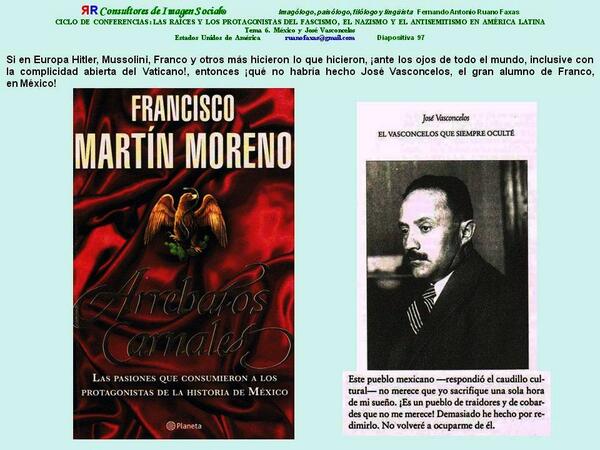 RR Consultores de Imagen Sociales Imagólogo, paisólogo, filólogo y lingüista Fernando Antonio Ruano Faxas
CICLO DE CONFERENCIAS: LAS RAÍCES Y LOS PROTAGONISTAS DEL FASCISMO, EL NAZISMO Y EL ANTISEMITISMO EN AMÉRICA LATINA
Tema 6. México y José Vasconcelos
Estados Unidos de América ruanofaxas@gmail.com Diapositiva 97
Si en Europa Hitler, Mussolini, Franco y otros más hicieron lo que hicieron, ¡ante los ojos de todo el mundo, inclusive con
la complicidad abierta del Vaticano!, entonces ¡qué no habría hecho José Vasconcelos, el gran alumno de Franco,
en México!
FRANCISCO
MARTÍN MORENO
Arrebatos
Carnales
LAS PASIONES QUE CONSUMIERON A LOS
PROTAGONISTAS DE LA HISTORIA DE MÉXICO
Planeta
José Vasconcelos
EL VASCONCELOS QUE SIEMPRE OCULTÉ
Este pueblo mexicano —respondió el caudillo cul-
tural— no merece que yo sacrifique una sola hora
de mi sueño. ¡Es un pueblo de traidores y de cobar-
des que no me merece! Demasiado he hecho por re-
dimirlo. No volveré a ocuparme de él.